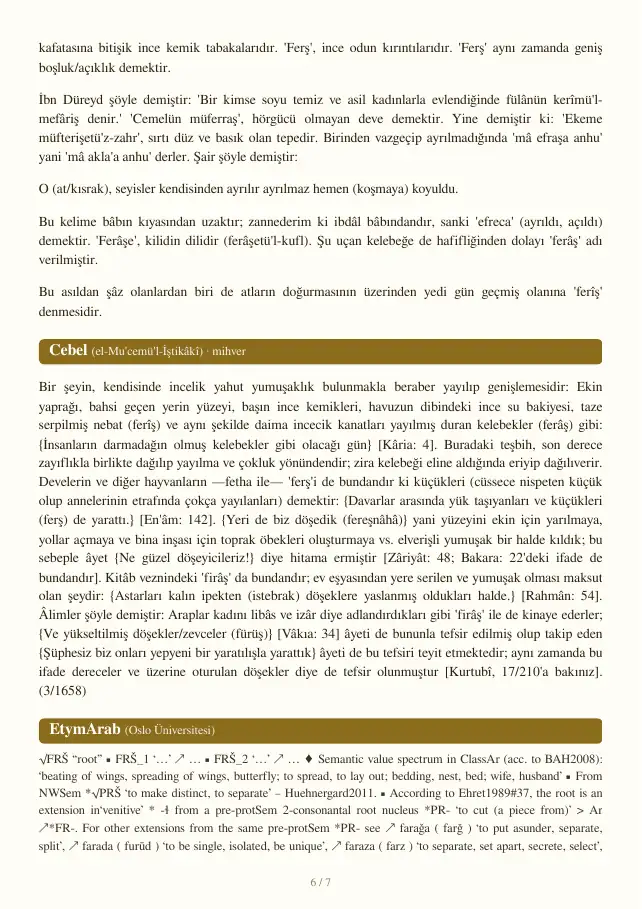 kafatasına bitişik ince kemik tabakalarıdır. 'Ferş', ince odun kırıntılarıdır. 'Ferş' aynı zamanda geniş
boşluk/açıklık demektir.
İbn Düreyd şöyle demiştir: 'Bir kimse soyu temiz ve asil kadınlarla evlendiğinde fülânün kerîmü'l-
mefâriş denir.' 'Cemelün müferraş', hörgücü olmayan deve demektir. Yine demiştir ki: 'Ekeme
müfterişetü'z-zahr', sırtı düz ve basık olan tepedir. Birinden vazgeçip ayrılmadığında 'mâ efraşa anhu'
yani 'mâ akla'a anhu' derler. Şair şöyle demiştir:
O (at/kısrak), seyisler kendisinden ayrılır ayrılmaz hemen (koşmaya) koyuldu.
Bu kelime bâbın kıyasından uzaktır; zannederim ki ibdâl bâbındandır, sanki 'efreca' (ayrıldı, açıldı)
demektir. 'Ferâşe', kilidin dilidir (ferâşetü'l-kufl). Şu uçan kelebeğe de hafifliğinden dolayı 'ferâş' adı
verilmiştir.
Bu asıldan şâz olanlardan biri de atların doğurmasının üzerinden yedi gün geçmiş olanına 'ferîş'
denmesidir.
Cebel (el-Mu'cemü'l-İştikâkî) · mihver
Bir şeyin, kendisinde incelik yahut yumuşaklık bulunmakla beraber yayılıp genişlemesidir: Ekin
yaprağı, bahsi geçen yerin yüzeyi, başın ince kemikleri, havuzun dibindeki ince su bakiyesi, taze
serpilmiş nebat (ferîş) ve aynı şekilde daima incecik kanatları yayılmış duran kelebekler (ferâş) gibi:
{İnsanların darmadağın olmuş kelebekler gibi olacağı gün} [Kâria: 4]. Buradaki teşbih, son derece
zayıflıkla birlikte dağılıp yayılma ve çokluk yönündendir; zira kelebeği eline aldığında eriyip dağılıverir.
Develerin ve diğer hayvanların —fetha ile— 'ferş'i de bundandır ki küçükleri (cüssece nispeten küçük
olup annelerinin etrafında çokça yayılanları) demektir: {Davarlar arasında yük taşıyanları ve küçükleri
(ferş) de yarattı.} [En'âm: 142]. {Yeri de biz döşedik (fereşnâhâ)} yani yüzeyini ekin için yarılmaya,
yollar açmaya ve bina inşası için toprak öbekleri oluşturmaya vs. elverişli yumuşak bir halde kıldık; bu
sebeple âyet {Ne güzel döşeyicileriz!} diye hitama ermiştir [Zâriyât: 48; Bakara: 22'deki ifade de
bundandır]. Kitâb veznindeki 'firâş' da bundandır; ev eşyasından yere serilen ve yumuşak olması maksut
olan şeydir: {Astarları kalın ipekten (istebrak) döşeklere yaslanmış oldukları halde.} [Rahmân: 54].
Âlimler şöyle demiştir: Araplar kadını libâs ve izâr diye adlandırdıkları gibi 'firâş' ile de kinaye ederler;
{Ve yükseltilmiş döşekler/zevceler (fürüş)} [Vâkıa: 34] âyeti de bununla tefsir edilmiş olup takip eden
{Şüphesiz biz onları yepyeni bir yaratılışla yarattık} âyeti de bu tefsiri teyit etmektedir; aynı zamanda bu
ifade dereceler ve üzerine oturulan döşekler diye de tefsir olunmuştur [Kurtubî, 17/210'a bakınız].
(3/1658)
EtymArab (Oslo Üniversitesi)
√FRŠ “root” ▪ FRŠ_1 ‘…’ ↗ … ▪ FRŠ_2 ‘…’ ↗ … ♦ Semantic value spectrum in ClassAr (acc. to BAH2008):
‘beating of wings, spreading of wings, butterfly; to spread, to lay out; bedding, nest, bed; wife, husband’ ▪ From
NWSem *√PRŠ ‘to make distinct, to separate’ – Huehnergard2011. ▪ According to Ehret1989#37, the root is an
extension in‘venitive’ * -ɬ from a pre-protSem 2-consonantal root nucleus *PR- ‘to cut (a piece from)’ > Ar
↗*FR-. For other extensions from the same pre-protSem *PR- see ↗ faraǧa ( farǧ ) ‘to put asunder, separate,
split’, ↗ farada ( furūd ) ‘to be single, isolated, be unique’, ↗ faraza ( farz ) ‘to separate, set apart, secrete, select’,
6 / 7